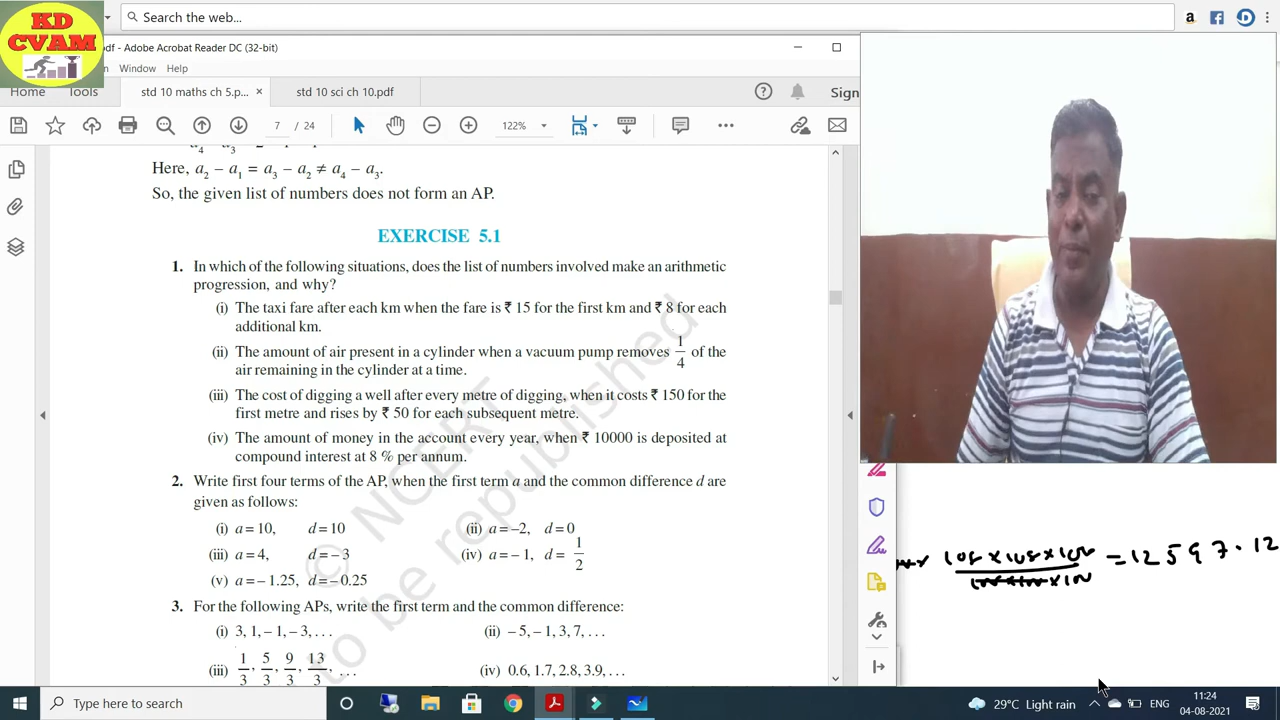 KD
CVAM
Search the web...
.pdf - Adobe Acrobat Reader DC (32-bit)
Window Help
Home Tools std 10 maths ch 5.p... × std 10 sci ch 10.pdf Sign
7 / 24 122%
Here, a₂ – a₁ = a₃ – a₂ ≠ a₄ – a₃.
So, the given list of numbers does not form an AP.
EXERCISE 5.1
1. In which of the following situations, does the list of numbers involved make an arithmetic
progression, and why?
(i) The taxi fare after each km when the fare is ₹ 15 for the first km and ₹ 8 for each
additional km.
(ii) The amount of air present in a cylinder when a vacuum pump removes 1/4 of the
air remaining in the cylinder at a time.
(iii) The cost of digging a well after every metre of digging, when it costs ₹ 150 for the
first metre and rises by ₹ 50 for each subsequent metre.
(iv) The amount of money in the account every year, when ₹ 10000 is deposited at
compound interest at 8 % per annum.
2. Write first four terms of the AP, when the first term a and the common difference d are
given as follows:
(i) a = 10, d = 10 (ii) a = –2, d = 0
(iii) a = 4, d = – 3 (iv) a = – 1, d = 1/2
(v) a = – 1.25, d = – 0.25
3. For the following APs, write the first term and the common difference:
(i) 3, 1, – 1, – 3, . . . (ii) – 5, – 1, 3, 7, . . .
(iii) 1/3, 5/3, 9/3, 13/3, . . . (iv) 0.6, 1.7, 2.8, 3.9, . . .
© NCERT
to be republished
= 12597.12
Type here to search
29°C Light rain ENG 11:24
04-08-2021